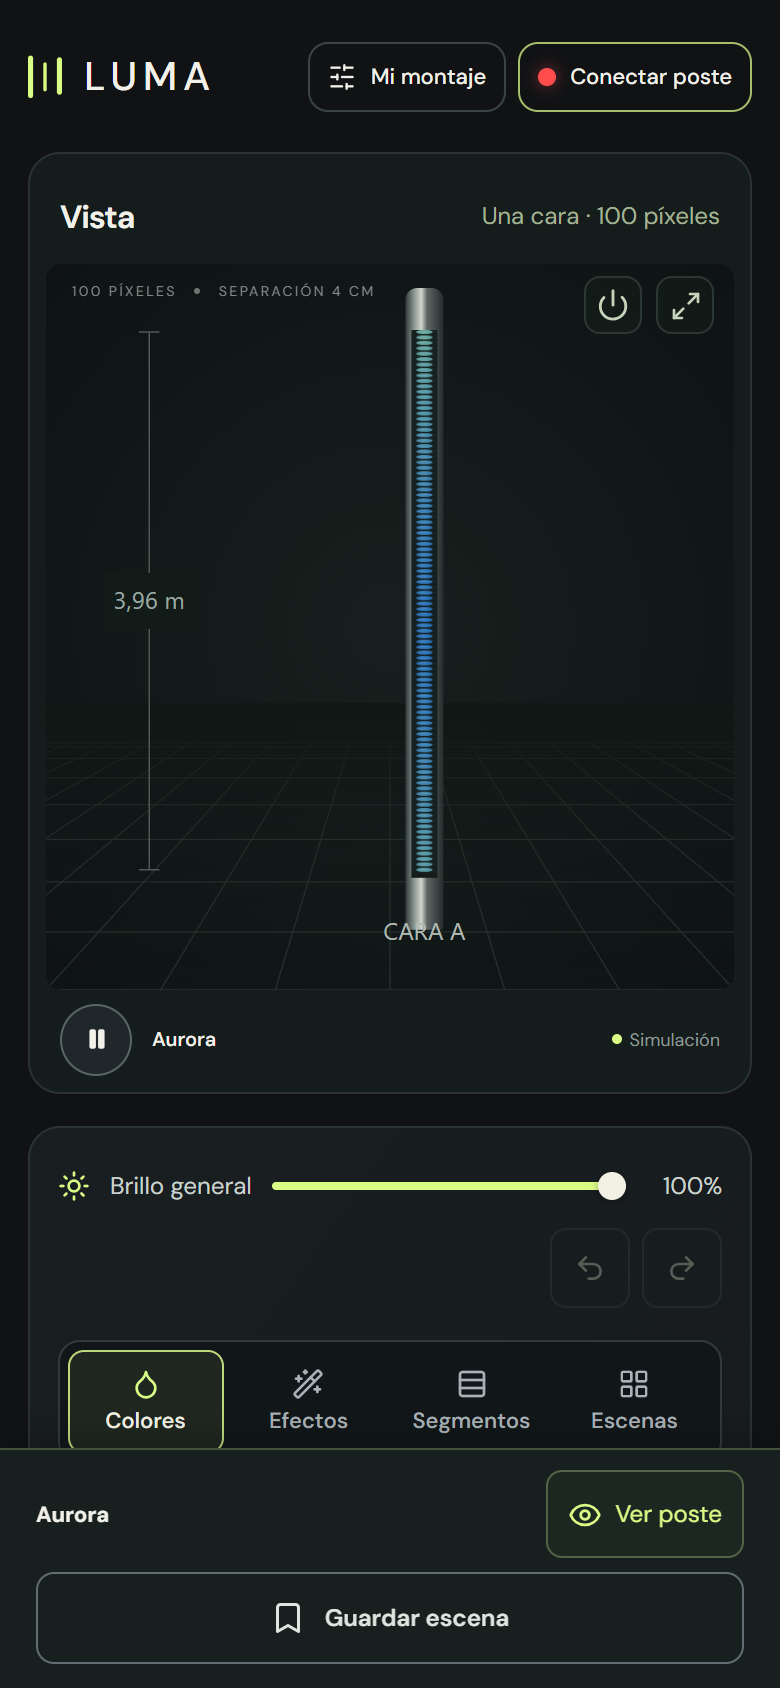 LUMA
Mi montaje
Conectar poste
Vista
Una cara · 100 píxeles
100 PÍXELES • SEPARACIÓN 4 CM
3,96 m
CARA A
Aurora
Simulación
Brillo general
100%
Colores
Efectos
Segmentos
Escenas
Aurora
Ver poste
Guardar escena